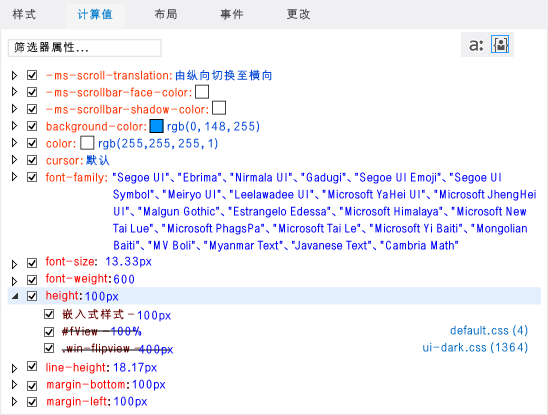 样式 计算值 布局 事件 更改
筛选器属性... a:
-ms-scroll-translation:由纵向切换至横向
-ms-scrollbar-face-color:
-ms-scrollbar-shadow-color:
background-color: rgb(0,148,255)
color: rgb(255,255,255,1)
cursor:默认
font-family:"Segoe UI"、"Ebrima"、"Nirmala UI"、"Gadugi"、"Segoe UI Emoji"、"Segoe UI
Symbol"、"Meiryo UI"、"Leelawadee UI"、"Microsoft YaHei UI"、"Microsoft JhengHei
UI"、"Malgun Gothic"、"Estrangelo Edessa"、"Microsoft Himalaya"、"Microsoft New
Tai Lue"、"Microsoft PhagsPa"、"Microsoft Tai Le"、"Microsoft Yi Baiti"、"Mongolian
Baiti"、"MV Boli"、"Myanmar Text"、"Javanese Text"、"Cambria Math"
font-size: 13.33px
font-weight:600
height:100px
嵌入式样式 - 100px
#fView - 100% default.css (4)
.win-flipview - 400px ui-dark.css (1364)
line-height:18.17px
margin-bottom:100px
margin-left:100px